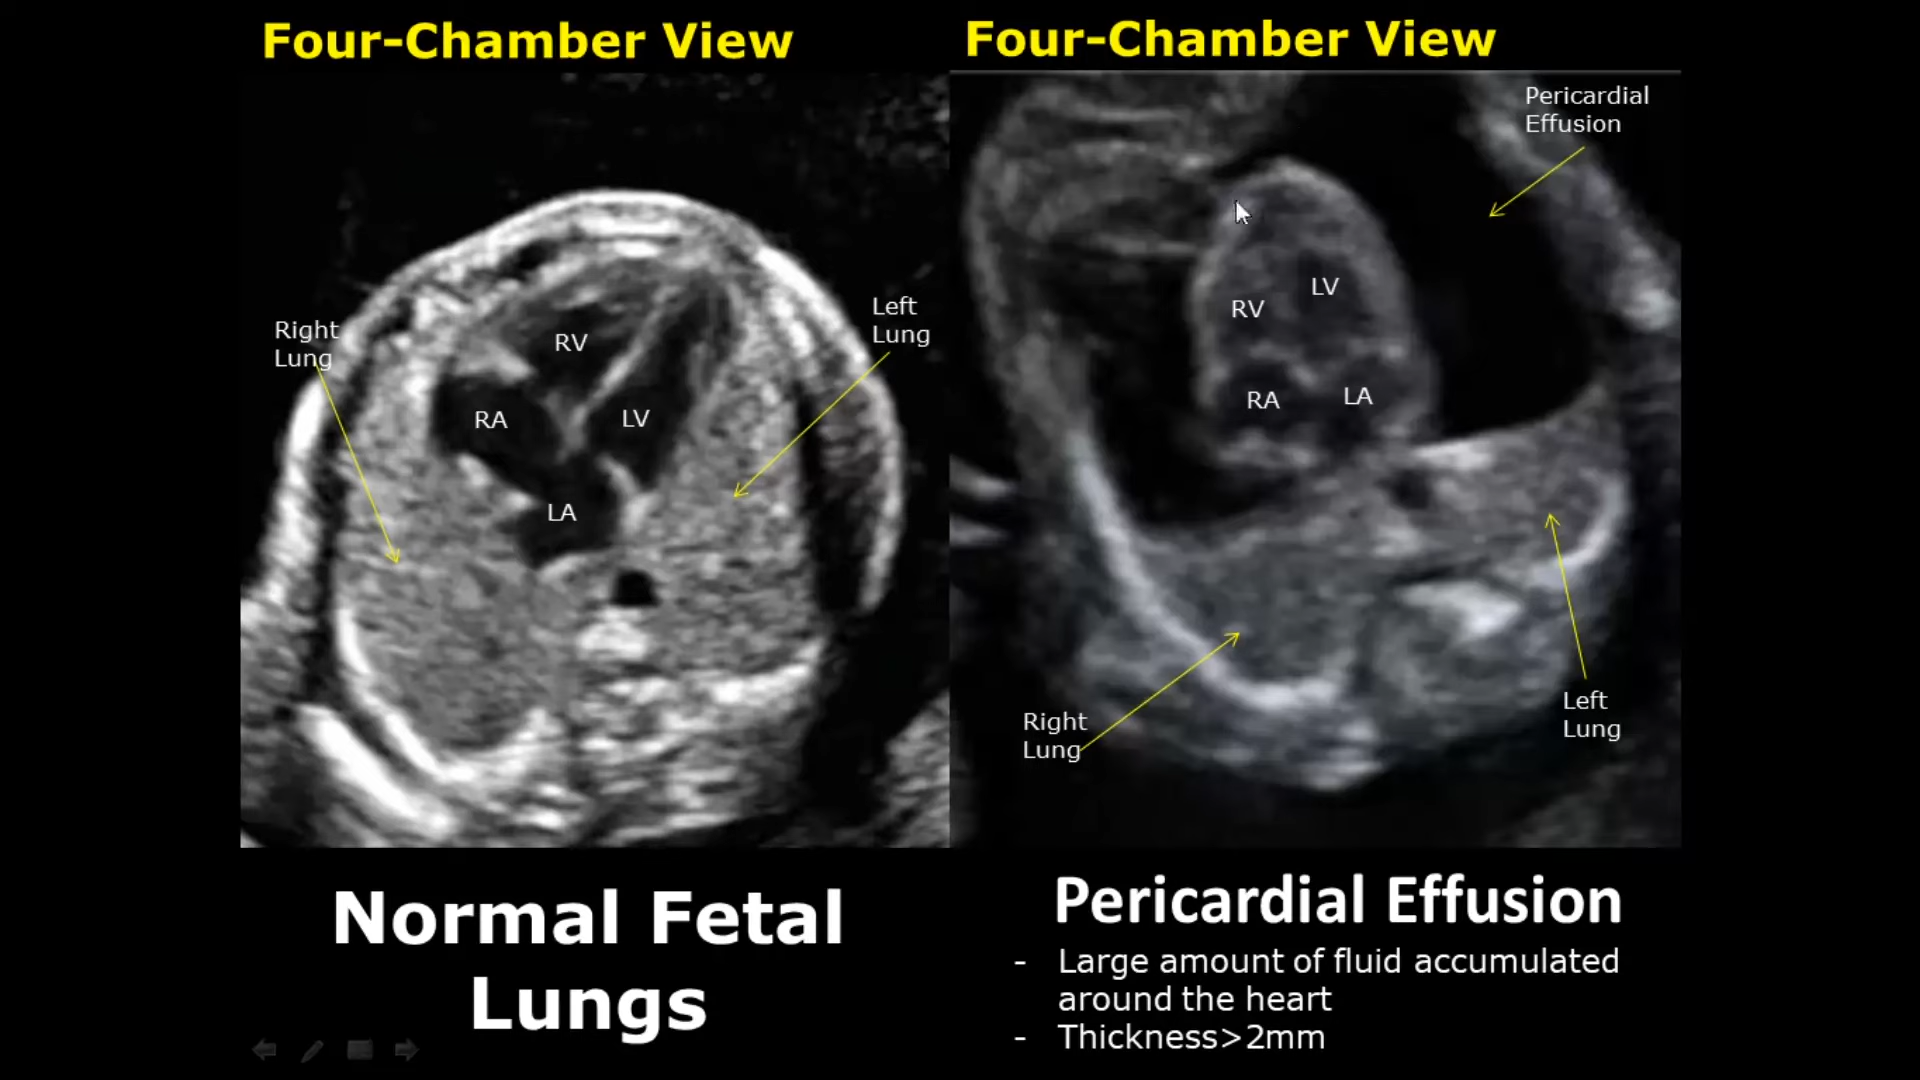 Four-Chamber View
Right
Lung
RV
Left
Lung
RA
LV
LA
Normal Fetal
Lungs
Four-Chamber View
Pericardial
Effusion
LV
RV
RA
LA
Right
Lung
Left
Lung
Pericardial Effusion
- Large amount of fluid accumulated
around the heart
- Thickness>2mm